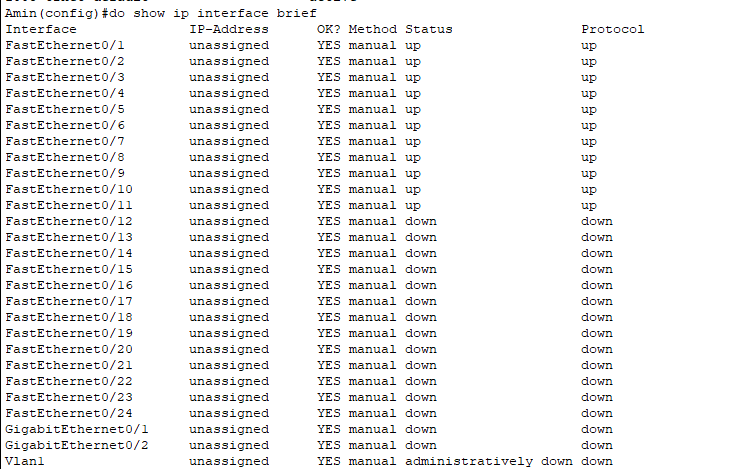 Amin(config)#do show ip interface brief
Interface IP-Address OK? Method Status Protocol
FastEthernet0/1 unassigned YES manual up up
FastEthernet0/2 unassigned YES manual up up
FastEthernet0/3 unassigned YES manual up up
FastEthernet0/4 unassigned YES manual up up
FastEthernet0/5 unassigned YES manual up up
FastEthernet0/6 unassigned YES manual up up
FastEthernet0/7 unassigned YES manual up up
FastEthernet0/8 unassigned YES manual up up
FastEthernet0/9 unassigned YES manual up up
FastEthernet0/10 unassigned YES manual up up
FastEthernet0/11 unassigned YES manual up up
FastEthernet0/12 unassigned YES manual down down
FastEthernet0/13 unassigned YES manual down down
FastEthernet0/14 unassigned YES manual down down
FastEthernet0/15 unassigned YES manual down down
FastEthernet0/16 unassigned YES manual down down
FastEthernet0/17 unassigned YES manual down down
FastEthernet0/18 unassigned YES manual down down
FastEthernet0/19 unassigned YES manual down down
FastEthernet0/20 unassigned YES manual down down
FastEthernet0/21 unassigned YES manual down down
FastEthernet0/22 unassigned YES manual down down
FastEthernet0/23 unassigned YES manual down down
FastEthernet0/24 unassigned YES manual down down
GigabitEthernet0/1 unassigned YES manual down down
GigabitEthernet0/2 unassigned YES manual down down
Vlan1 unassigned YES manual administratively down down